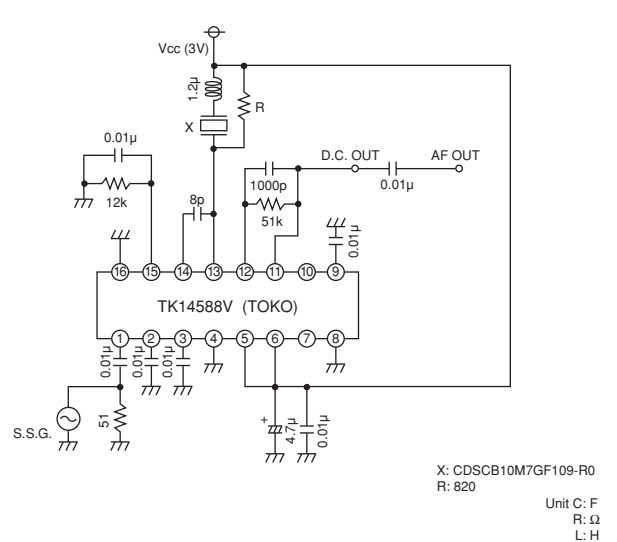 Vcc (3V)
1.2µ
R
X
0.01µ
12k
8p
1000p
51k
D.C. OUT
0.01µ
AF OUT
0.01µ
16 15 14 13 12 11 10 9
TK14588V (TOKO)
1 2 3 4 5 6 7 8
0.01µ
0.01µ
0.01µ
S.S.G.
51
+
4.7µ
0.01µ
X: CDSCB10M7GF109-R0
R: 820
Unit C: F
R: Ω
L: H